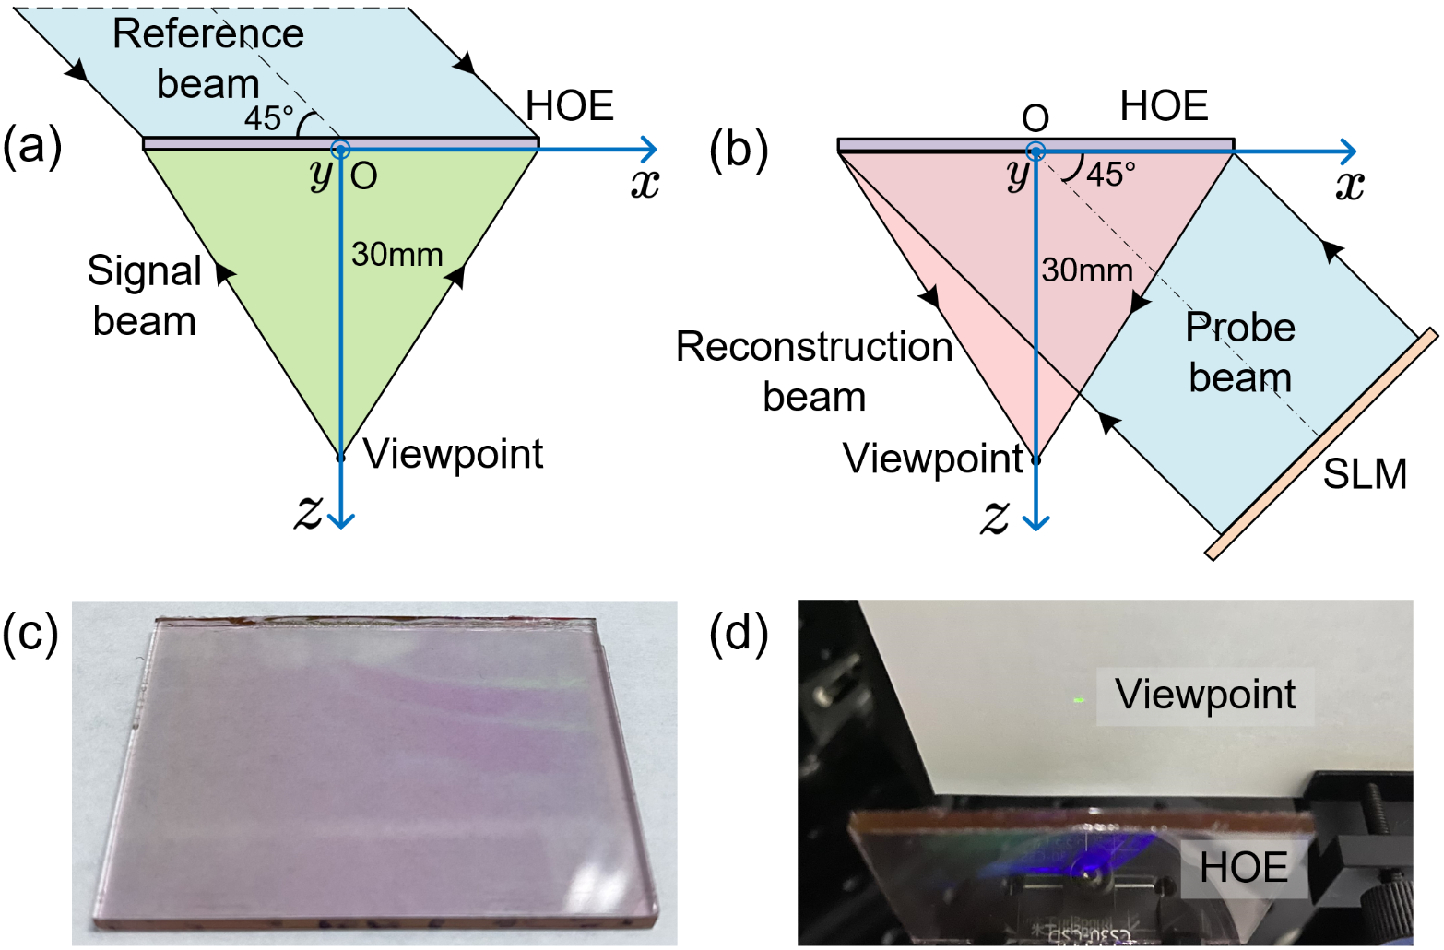 (a)
Reference
beam
45°
HOE
y
O
x
Signal
beam
30mm
Viewpoint
z
(b)
O
HOE
y
45°
x
30mm
Reconstruction
beam
Probe
beam
Viewpoint
SLM
z
(c)
(d)
Viewpoint
HOE